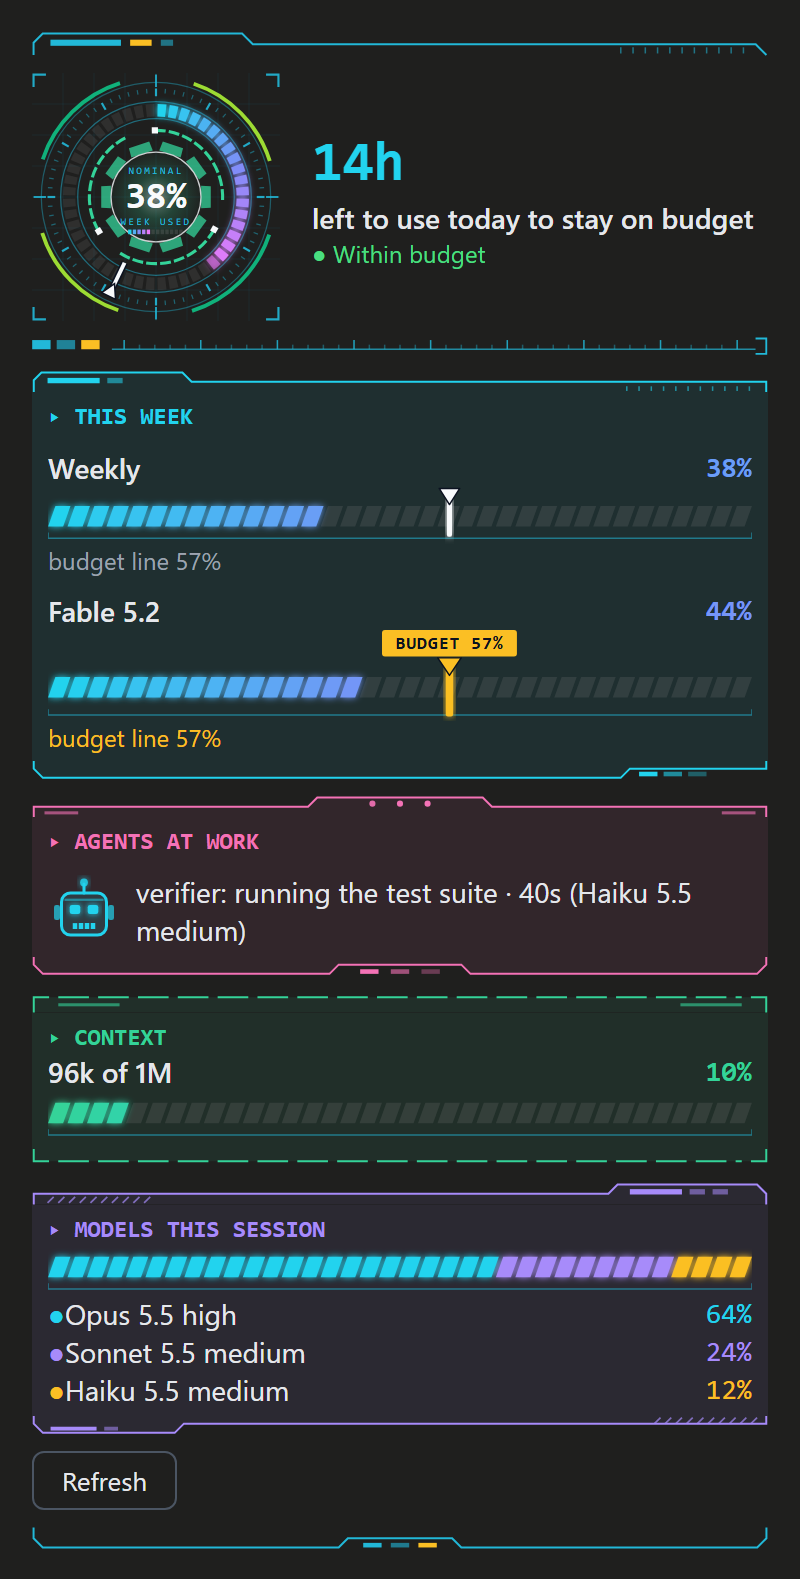 NOMINAL
38%
WEEK USED
14h
left to use today to stay on budget
● Within budget
▸ THIS WEEK
Weekly 38%
budget line 57%
Fable 5.2 44%
BUDGET 57%
budget line 57%
▸ AGENTS AT WORK
verifier: running the test suite · 40s (Haiku 5.5
medium)
▸ CONTEXT
96k of 1M 10%
▸ MODELS THIS SESSION
●Opus 5.5 high 64%
●Sonnet 5.5 medium 24%
●Haiku 5.5 medium 12%
Refresh